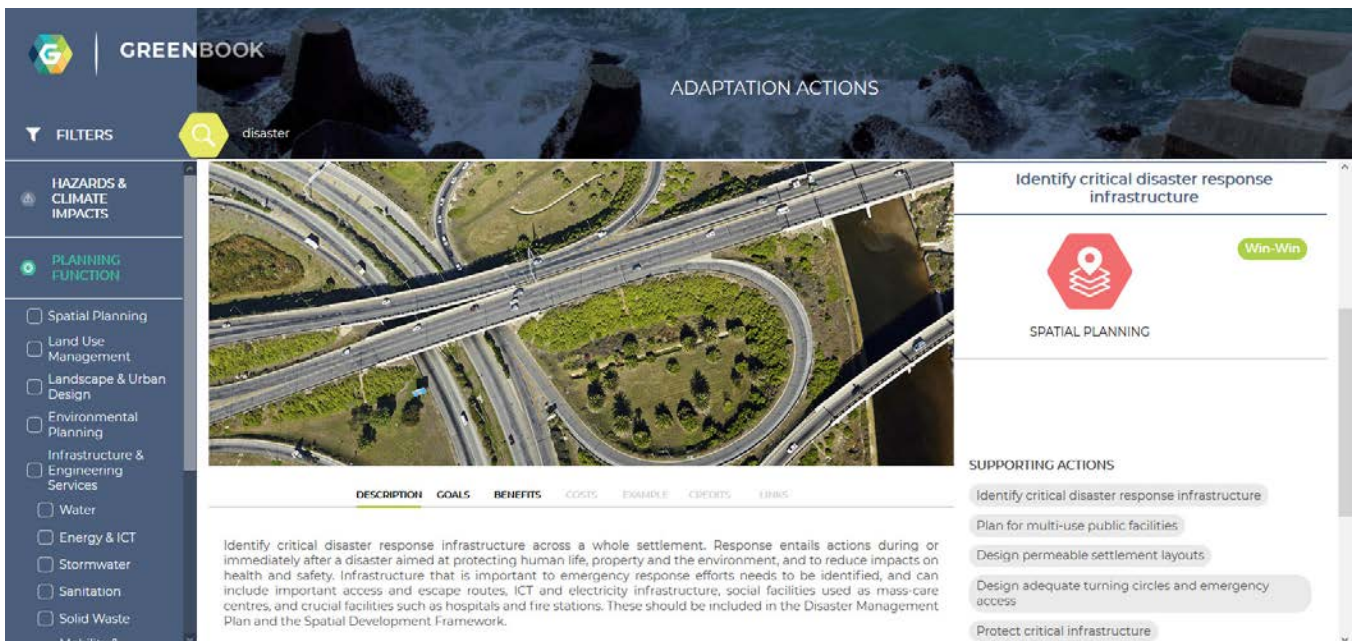 G
GREENBOOK
ADAPTATION ACTIONS
FILTERS
disaster
HAZARDS &
CLIMATE
IMPACTS
PLANNING
FUNCTION
Spatial Planning
Land Use
Management
Landscape & Urban
Design
Environmental
Planning
Infrastructure &
Engineering
Services
Water
Energy & ICT
Stormwater
Sanitation
Solid Waste
Identify critical disaster response
infrastructure
Win-Win
SPATIAL PLANNING
DESCRIPTION GOALS BENEFITS COSTS EXAMPLE CREDITS LINKS
Identify critical disaster response infrastructure across a whole settlement. Response entails actions during or
immediately after a disaster aimed at protecting human life, property and the environment, and to reduce impacts on
health and safety. Infrastructure that is important to emergency response efforts needs to be identified, and can
include important access and escape routes, ICT and electricity infrastructure, social facilities used as mass-care
centres, and crucial facilities such as hospitals and fire stations. These should be included in the Disaster Management
Plan and the Spatial Development Framework.
SUPPORTING ACTIONS
Identify critical disaster response infrastructure
Plan for multi-use public facilities
Design permeable settlement layouts
Design adequate turning circles and emergency
access
Protect critical infrastructure